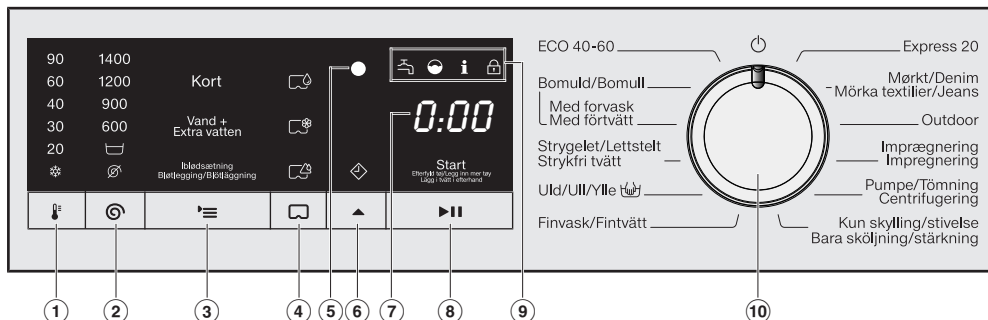 90
60
40
30
20
1400
1200
900
600
Kort
Vand +
Extra vatten
Iblødsætning
Bløtlegging/Blötläggning
0:00
Start
Efterfyld tøj/Legg inn mer tøy
Lägg i tvätt i efterhand
ECO 40-60
Bomuld/Bomull
Med forvask
Med förtvätt
Strygelet/Lettstelt
Strykfri tvätt
Uld/Ull/Ylle
Finvask/Fintvätt
Express 20
Mørkt/Denim
Mörka textilier/Jeans
Outdoor
Imprægnering
Impregnering
Pumpe/Tömning
Centrifugering
Kun skylling/stivelse
Bara sköljning/stärkning
1
2
3
4
5
6
7
8
9
10